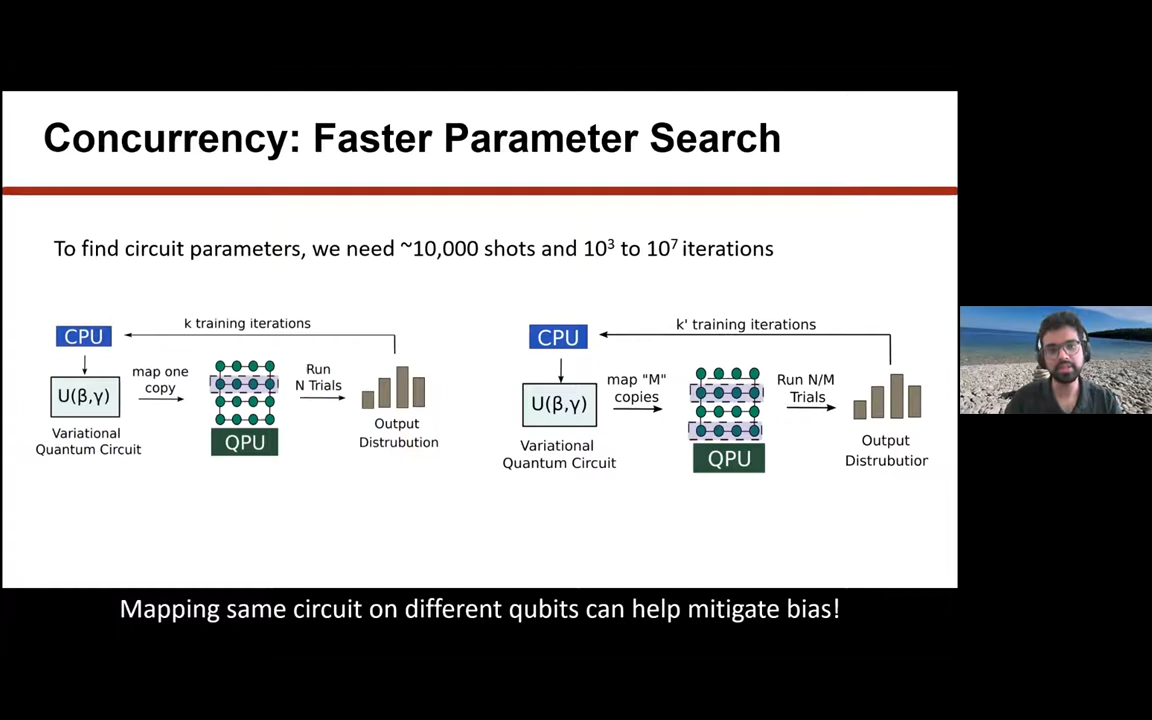 Concurrency: Faster Parameter Search
To find circuit parameters, we need ~10,000 shots and 10³ to 10⁷ iterations
k training iterations
CPU
map one
copy
Run
N Trials
U(β,γ)
Variational
Quantum Circuit
QPU
Output
Distrubution
k' training iterations
CPU
map "M"
copies
Run N/M
Trials
U(β,γ)
Variational
Quantum Circuit
QPU
Output
Distrubution
Mapping same circuit on different qubits can help mitigate bias!